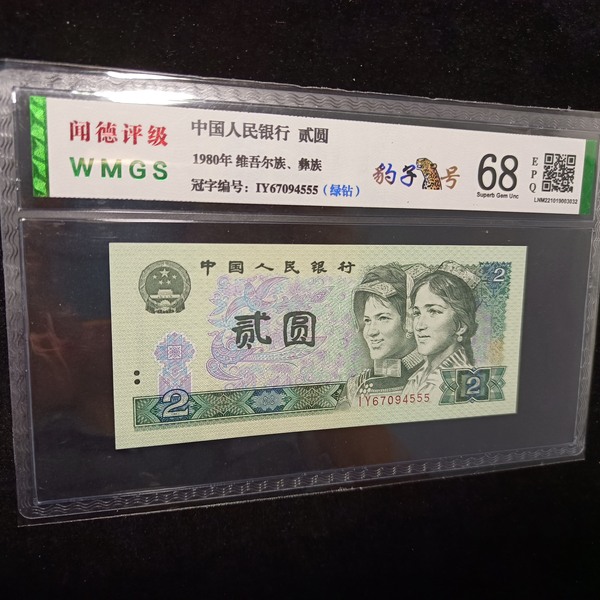 闻德评级
WMGS
中国人民银行 贰圆
1980年 维吾尔族、彝族
冠字编号：IY67094555（绿钻）
豹子号
68
Superb Gem Unc
E
P
Q
LNM221019003032
中国人民银行
贰圆
2
2
2
IY67094555